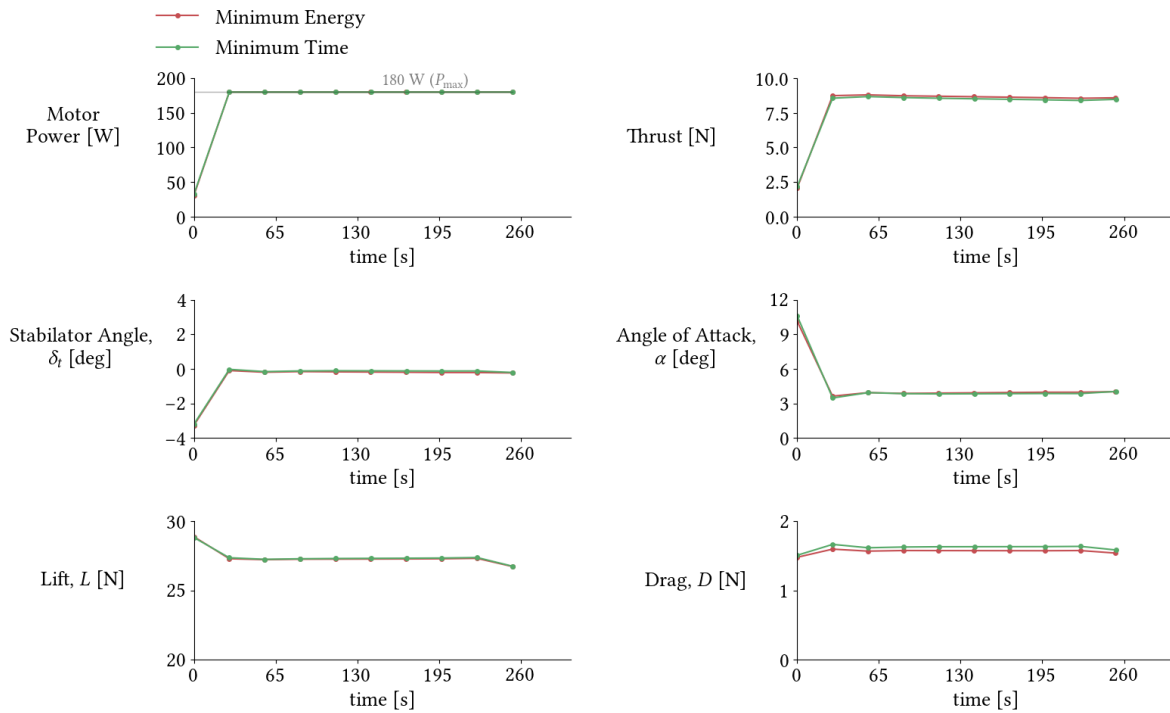 Minimum Energy
Minimum Time
Motor
Power [W]
200
150
100
50
0
180 W (Pmax)
0 65 130 195 260
time [s]
Thrust [N]
10.0
7.5
5.0
2.5
0.0
0 65 130 195 260
time [s]
Stabilator Angle,
δt [deg]
4
2
0
−2
−4
0 65 130 195 260
time [s]
Angle of Attack,
α [deg]
12
9
6
3
0
0 65 130 195 260
time [s]
Lift, L [N]
30
25
20
0 65 130 195 260
time [s]
Drag, D [N]
2
1
0
0 65 130 195 260
time [s]